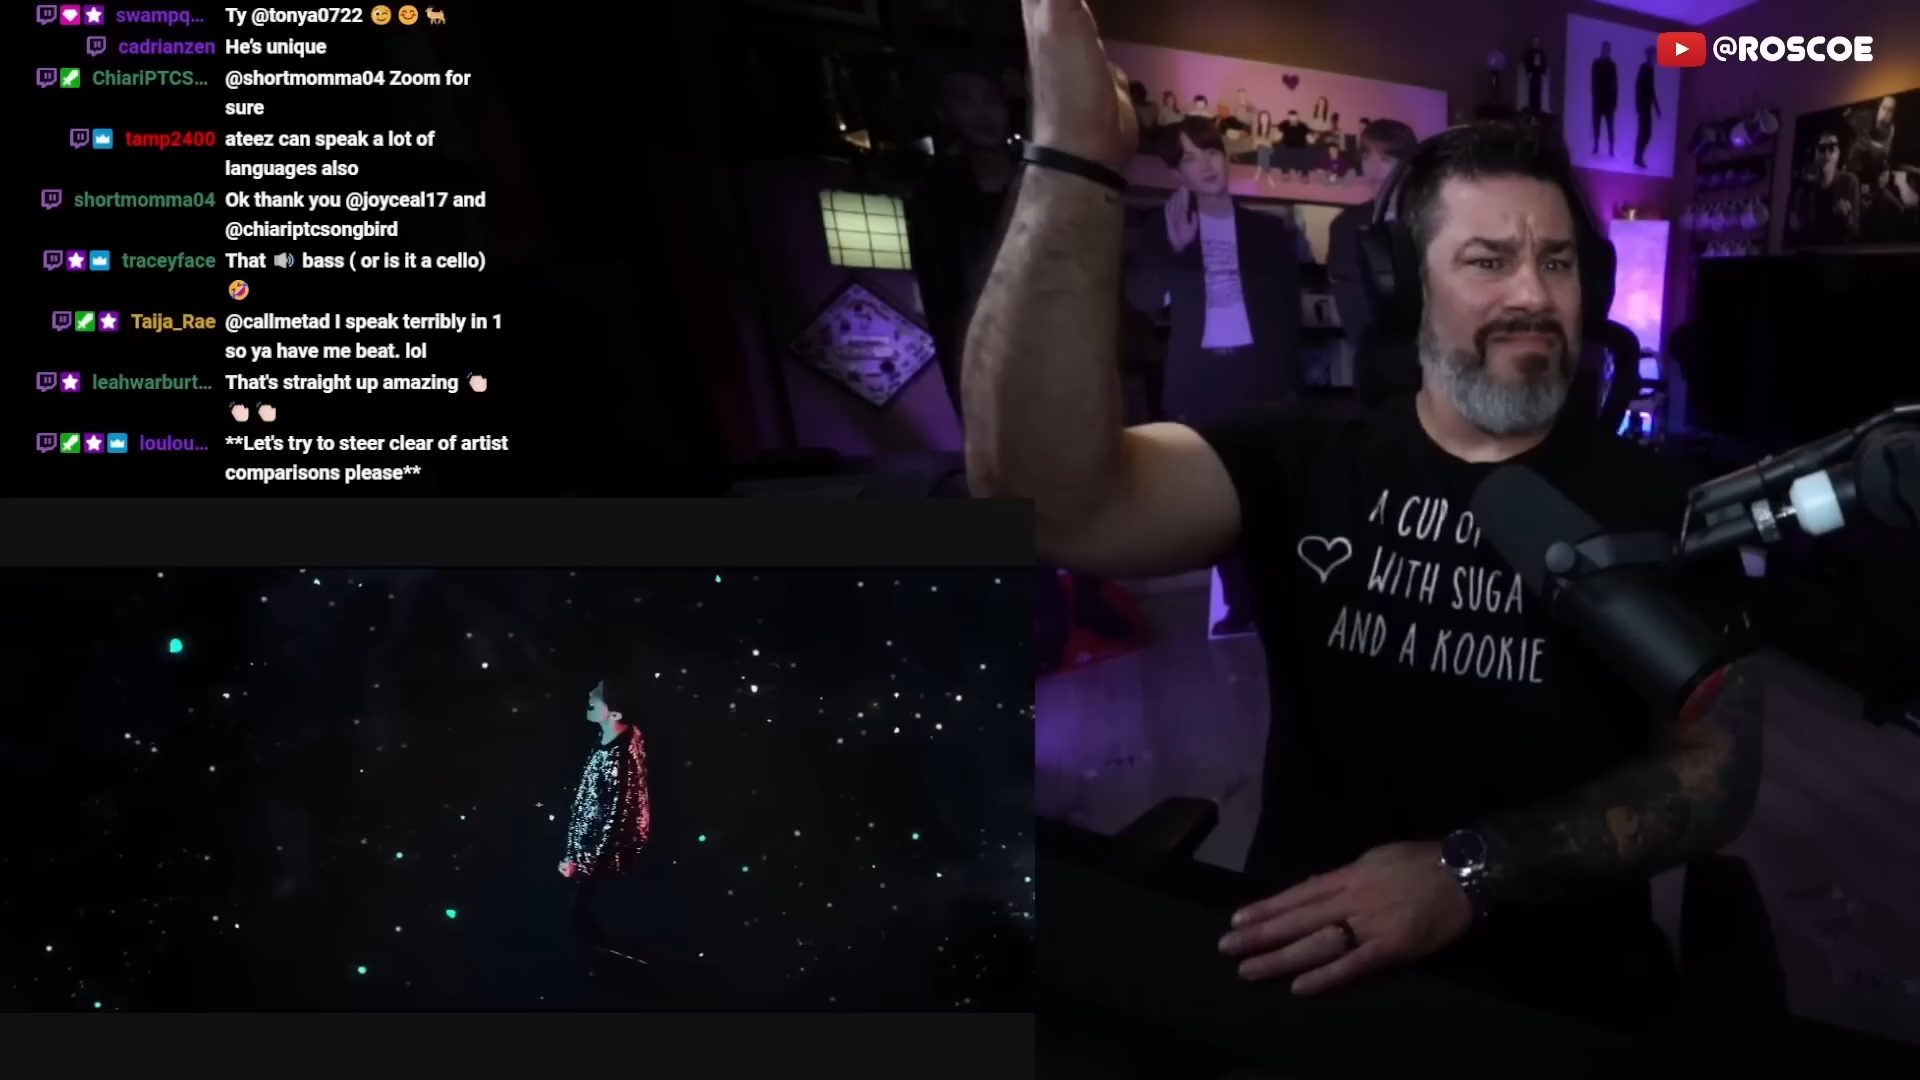 swampq... Ty @tonya0722 😉 😊 🐐
cadrianzen He's unique
ChiariPTCS... @shortmomma04 Zoom for
sure
tamp2400 ateez can speak a lot of
languages also
shortmomma04 Ok thank you @joyceal17 and
@chiariptcsongbird
traceyface That 🔊 bass ( or is it a cello)
🤣
Taija_Rae @callmetad I speak terribly in 1
so ya have me beat. lol
leahwarburt... That's straight up amazing 👏🏻
👏🏻 👏🏻
loulou... **Let's try to steer clear of artist
comparisons please**
@ROSCOE
A CUP
WITH SUGA
AND A KOOKIE